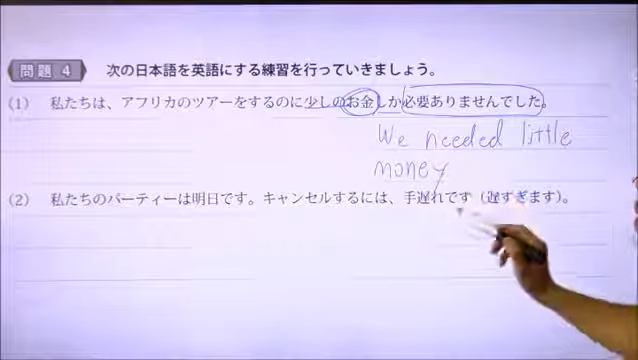 問題 4 次の日本語を英語にする練習を行っていきましょう。
(1) 私たちは、アフリカのツアーをするのに少しのお金しか必要ありませんでした。
We needed little
money
(2) 私たちのパーティーは明日です。キャンセルするには、手遅れです（遅すぎます）。